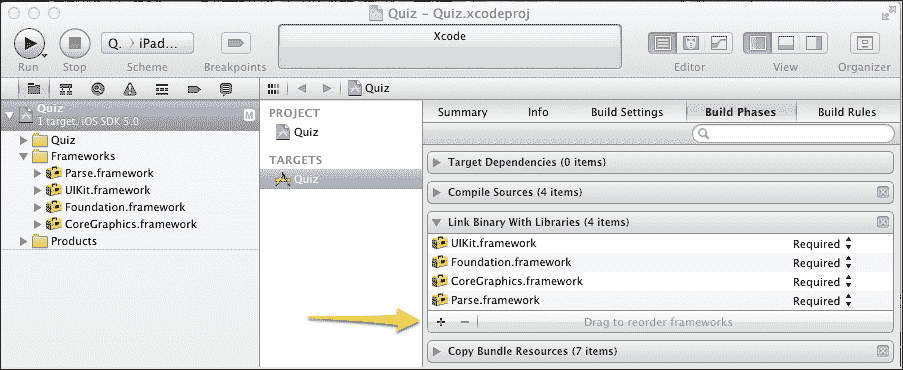 Quiz – Quiz.xcodeproj
Q. › iPad...
Xcode
Run
Stop
Scheme
Breakpoints
Editor
View
Organizer
Quiz
Quiz
1 target, iOS SDK 5.0
M
Quiz
Frameworks
Parse.framework
UIKit.framework
Foundation.framework
CoreGraphics.framework
Products
PROJECT
Quiz
TARGETS
Quiz
Summary
Info
Build Settings
Build Phases
Build Rules
Target Dependencies (0 items)
Compile Sources (4 items)
Link Binary With Libraries (4 items)
UIKit.framework Required
Foundation.framework Required
CoreGraphics.framework Required
Parse.framework Required
+ − Drag to reorder frameworks
Copy Bundle Resources (7 items)